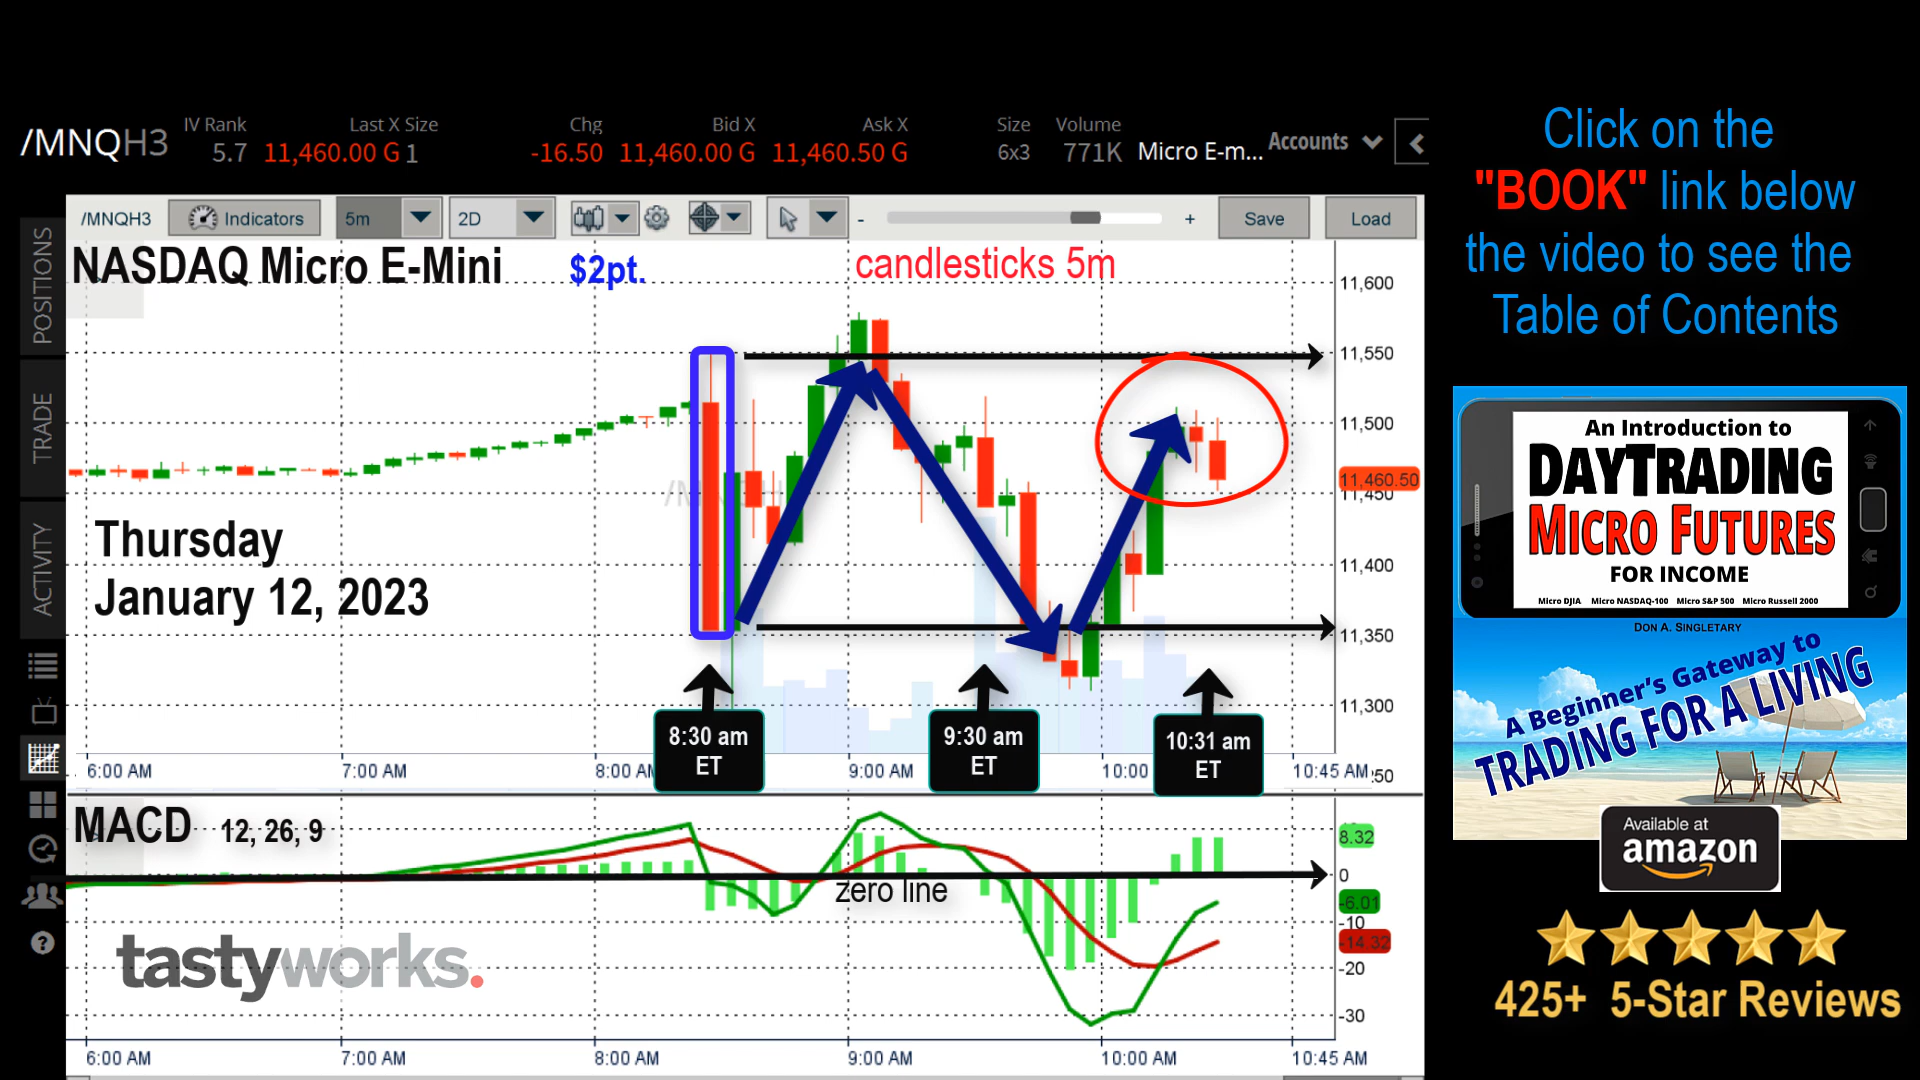 /MNQH3
IV Rank
5.7
Last X Size
11,460.00 G 1
Chg
-16.50
Bid X
11,460.00 G
Ask X
11,460.50 G
Size
6x3
Volume
771K
Micro E-m...
Accounts
/MNQH3
Indicators
5m
2D
-
+
Save
Load
POSITIONS
TRADE
ACTIVITY
NASDAQ Micro E-Mini
$2pt.
candlesticks 5m
11,600
11,550
11,500
11,460.50
11,450
11,400
11,350
11,300
Thursday
January 12, 2023
8:30 am
ET
9:30 am
ET
10:31 am
ET
6:00 AM
7:00 AM
8:00 AM
9:00 AM
10:00
10:45 AM
MACD 12, 26, 9
zero line
8.32
0
-6.01
-10
-14.32
-20
-30
tastyworks.
6:00 AM
7:00 AM
8:00 AM
9:00 AM
10:00 AM
10:45 AM
Click on the
"BOOK" link below
the video to see the
Table of Contents
An Introduction to
DAYTRADING
MICRO FUTURES
FOR INCOME
Micro DJIA Micro NASDAQ-100 Micro S&P 500 Micro Russell 2000
DON A. SINGLETARY
A Beginner's Gateway to
TRADING FOR A LIVING
Available at
amazon
425+ 5-Star Reviews